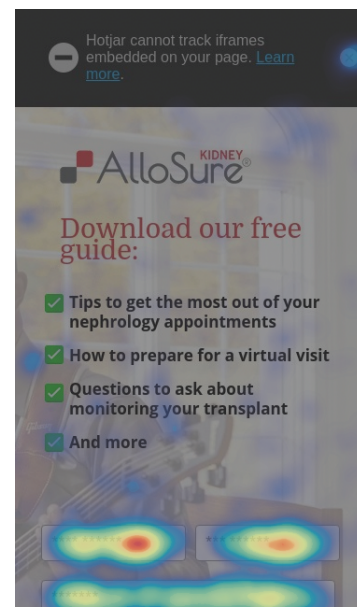 Hotjar cannot track iframes
embedded on your page. Learn
more.
KIDNEY
AlloSure®
Download our free
guide:
Tips to get the most out of your
nephrology appointments
How to prepare for a virtual visit
Questions to ask about
monitoring your transplant
And more